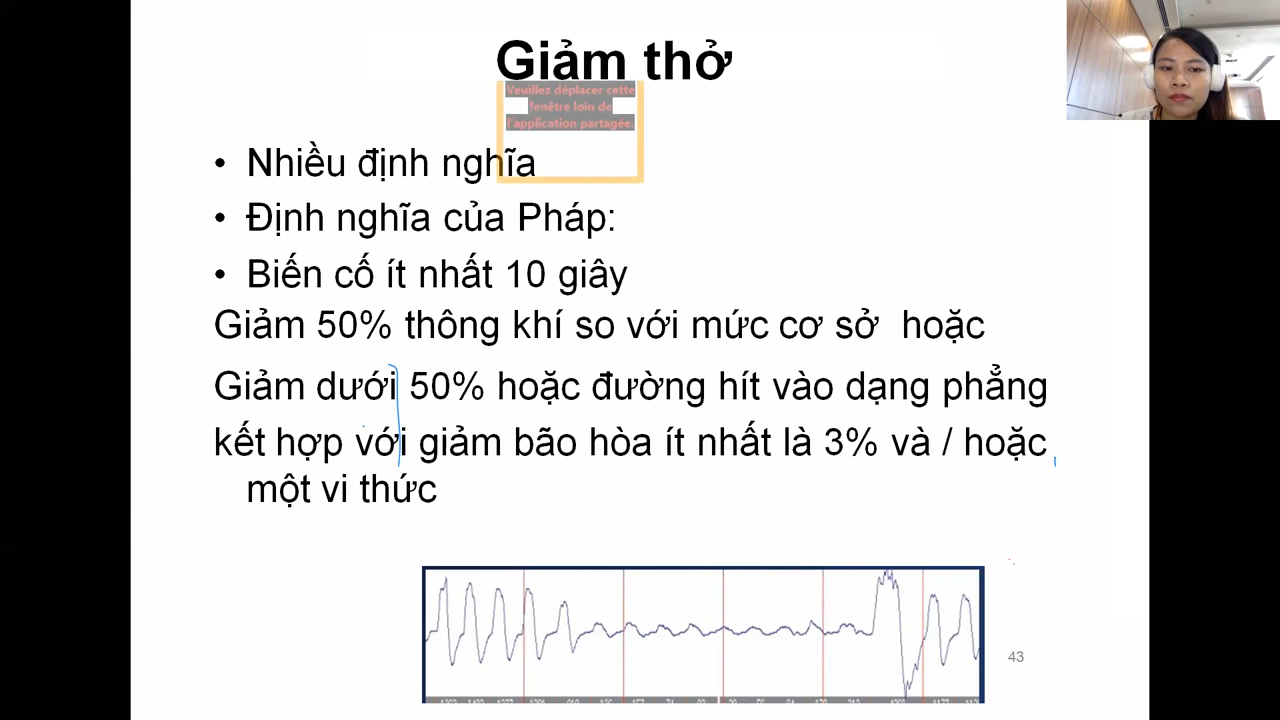 Giảm thở
Veuillez déplacer cette
fenêtre loin de
l'application partagée.
• Nhiều định nghĩa
• Định nghĩa của Pháp:
• Biến cố ít nhất 10 giây
Giảm 50% thông khí so với mức cơ sở hoặc
Giảm dưới 50% hoặc đường hít vào dạng phẳng
kết hợp với giảm bão hòa ít nhất là 3% và / hoặc
một vi thức
43